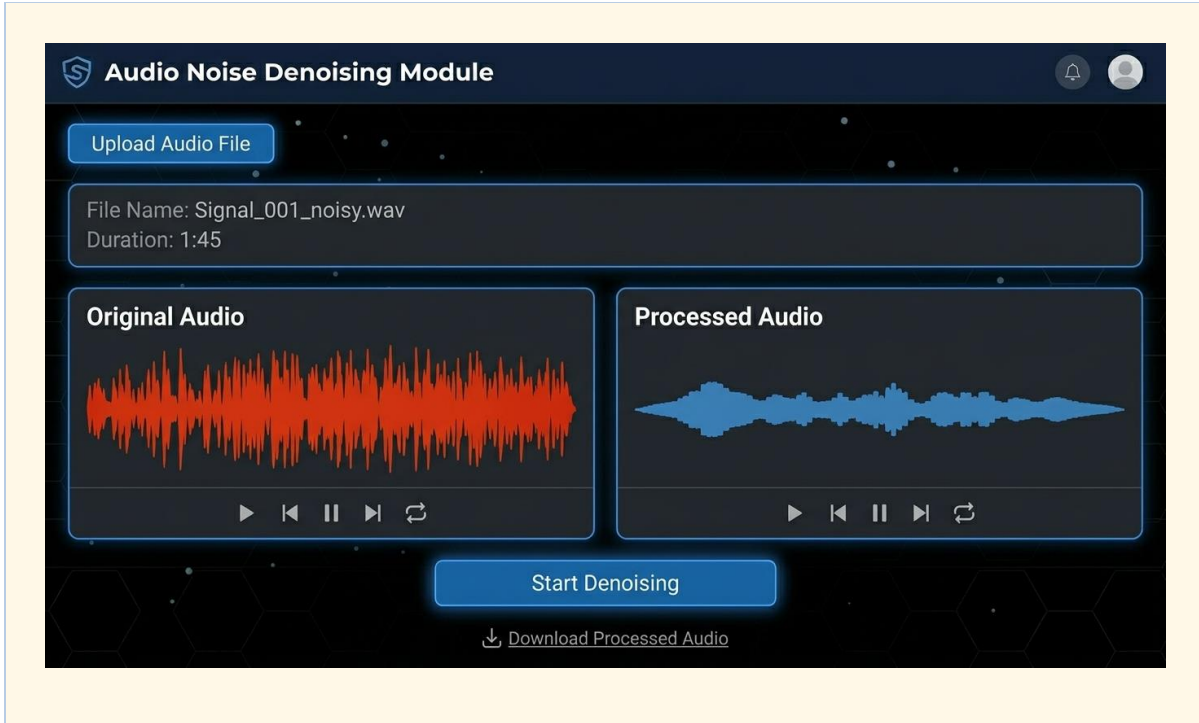 Audio Noise Denoising Module
Upload Audio File
File Name: Signal_001_noisy.wav
Duration: 1:45
Original Audio
Processed Audio
Start Denoising
Download Processed Audio